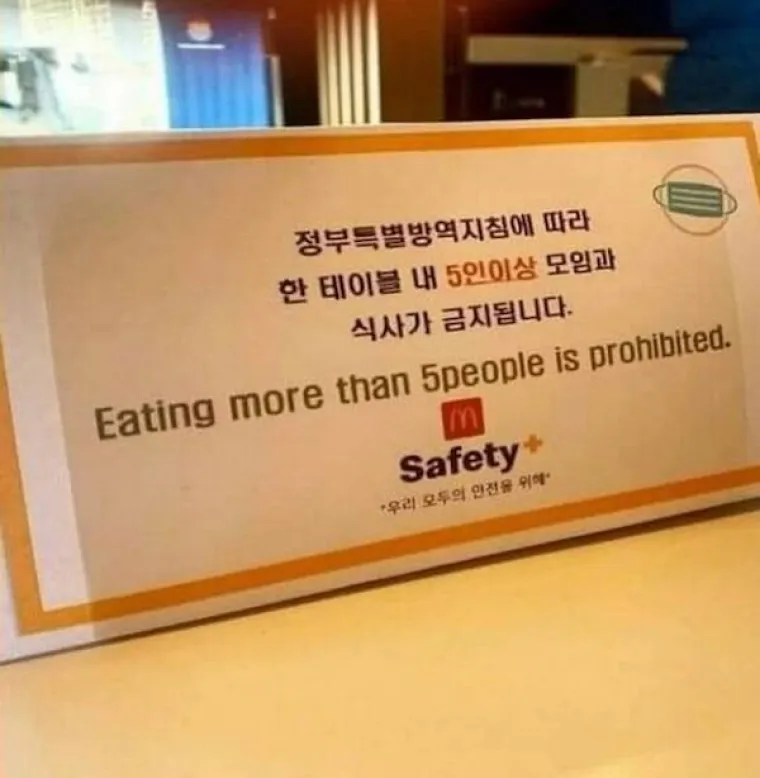 정부특별방역지침에 따라
한 테이블 내 5인이상 모임과
식사가 금지됩니다.
Eating more than 5people is prohibited.
M
Safety+
"우리 모두의 안전을 위해"